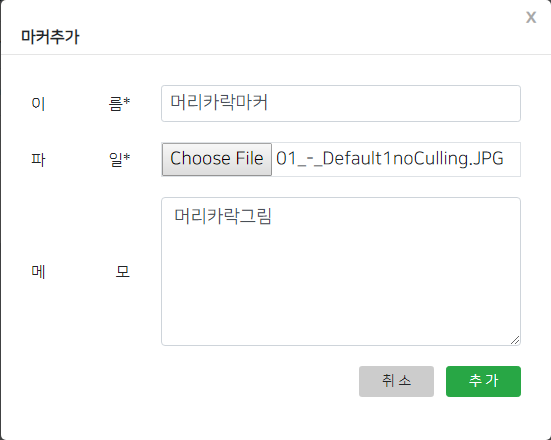 X
마커추가
이 름* 머리카락마커
파 일* Choose File 01_-_Default1noCulling.JPG
메 모 머리카락그림
취 소 추 가